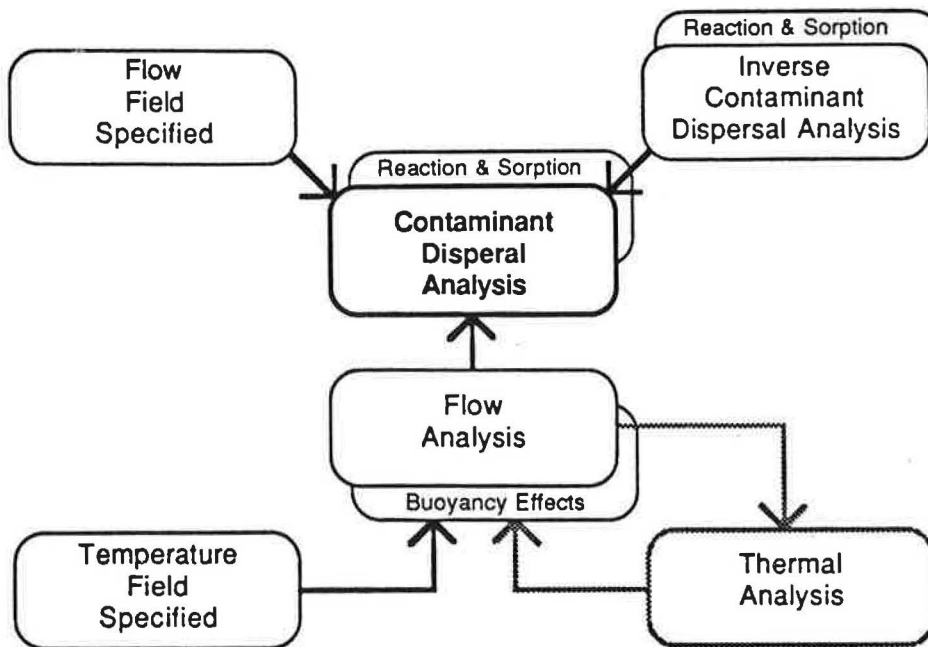 Reaction & Sorption
Flow
Field
Specified
Inverse
Contaminant
Dispersal Analysis
Reaction & Sorption
Contaminant
Disperal
Analysis
Flow
Analysis
Buoyancy Effects
Temperature
Field
Specified
Thermal
Analysis